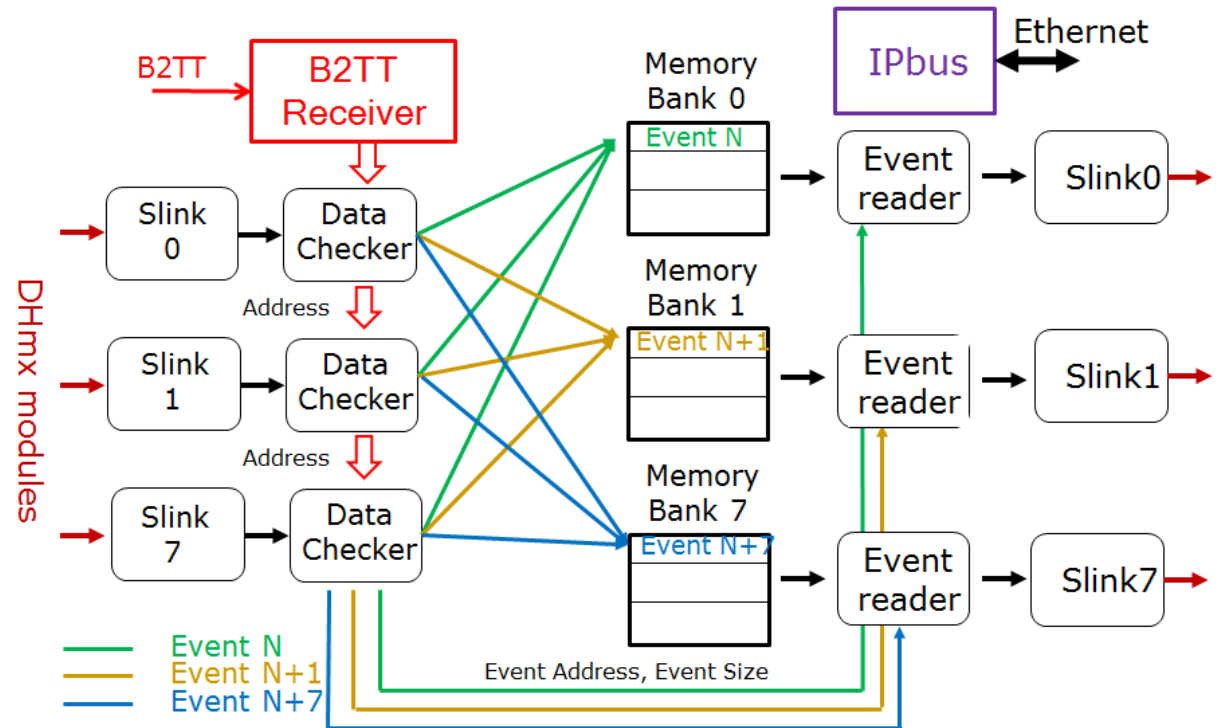 B2TT
B2TT
Receiver
Memory
Bank 0
IPbus
Ethernet
Event N
Slink
0
Data
Checker
Event
reader
Slink0
DHmx modules
Address
Memory
Bank 1
Event N+1
Slink
1
Data
Checker
Event
reader
Slink1
Address
Memory
Bank 7
Event N+7
Slink
7
Data
Checker
Event
reader
Slink7
Event N
Event N+1
Event N+7
Event Address, Event Size